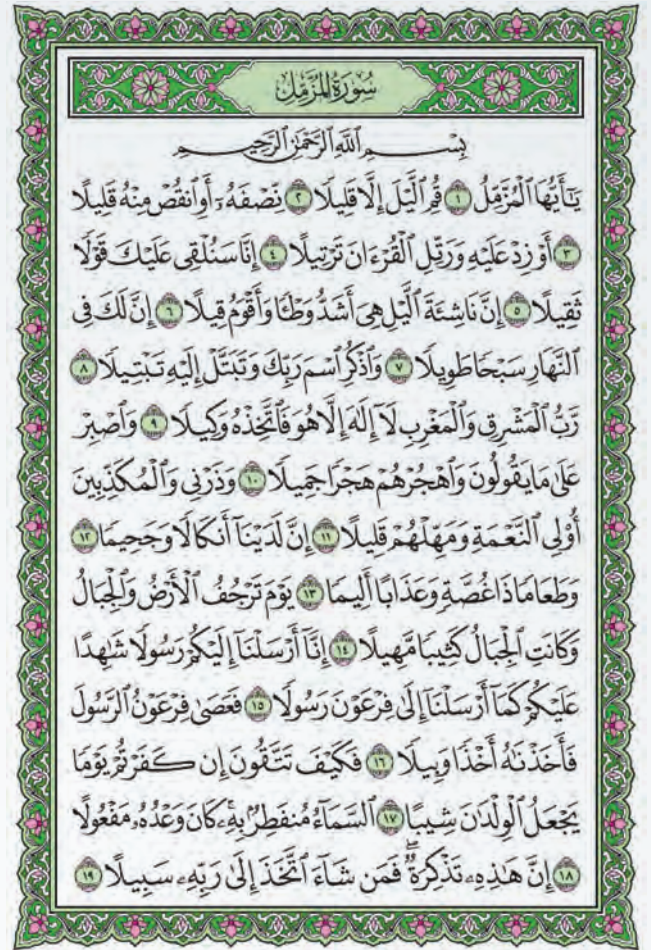 سُورَةُ المُزَّمِّل
بِسْمِ ٱللَّهِ ٱلرَّحْمَٰنِ ٱلرَّحِيمِ
يَٰٓأَيُّهَا ٱلْمُزَّمِّلُ ١ قُمِ ٱلَّيْلَ إِلَّا قَلِيلًا ٢ نِّصْفَهُۥٓ أَوِ ٱنقُصْ مِنْهُ قَلِيلًا
٣ أَوْ زِدْ عَلَيْهِ وَرَتِّلِ ٱلْقُرْءَانَ تَرْتِيلًا ٤ إِنَّا سَنُلْقِى عَلَيْكَ قَوْلًا
ثَقِيلًا ٥ إِنَّ نَاشِئَةَ ٱلَّيْلِ هِىَ أَشَدُّ وَطْـًٔا وَأَقْوَمُ قِيلًا ٦ إِنَّ لَكَ فِى
ٱلنَّهَارِ سَبْحًا طَوِيلًا ٧ وَٱذْكُرِ ٱسْمَ رَبِّكَ وَتَبَتَّلْ إِلَيْهِ تَبْتِيلًا ٨
رَّبُّ ٱلْمَشْرِقِ وَٱلْمَغْرِبِ لَآ إِلَٰهَ إِلَّا هُوَ فَٱتَّخِذْهُ وَكِيلًا ٩ وَٱصْبِرْ
عَلَىٰ مَا يَقُولُونَ وَٱهْجُرْهُمْ هَجْرًا جَمِيلًا ١٠ وَذَرْنِى وَٱلْمُكَذِّبِينَ
أُو۟لِى ٱلنَّعْمَةِ وَمَهِّلْهُمْ قَلِيلًا ١١ إِنَّ لَدَيْنَآ أَنكَالًا وَجَحِيمًا ١٢
وَطَعَامًا ذَا غُصَّةٍ وَعَذَابًا أَلِيمًا ١٣ يَوْمَ تَرْجُفُ ٱلْأَرْضُ وَٱلْجِبَالُ
وَكَانَتِ ٱلْجِبَالُ كَثِيبًا مَّهِيلًا ١٤ إِنَّآ أَرْسَلْنَآ إِلَيْكُمْ رَسُولًا شَٰهِدًا
عَلَيْكُمْ كَمَآ أَرْسَلْنَآ إِلَىٰ فِرْعَوْنَ رَسُولًا ١٥ فَعَصَىٰ فِرْعَوْنُ ٱلرَّسُولَ
فَأَخَذْنَٰهُ أَخْذًا وَبِيلًا ١٦ فَكَيْفَ تَتَّقُونَ إِن كَفَرْتُمْ يَوْمًا
يَجْعَلُ ٱلْوِلْدَٰنَ شِيبًا ١٧ ٱلسَّمَآءُ مُنفَطِرٌۢ بِهِۦۚ كَانَ وَعْدُهُۥ مَفْعُولًا
١٨ إِنَّ هَٰذِهِۦ تَذْكِرَةٌۖ فَمَن شَآءَ ٱتَّخَذَ إِلَىٰ رَبِّهِۦ سَبِيلًا ١٩